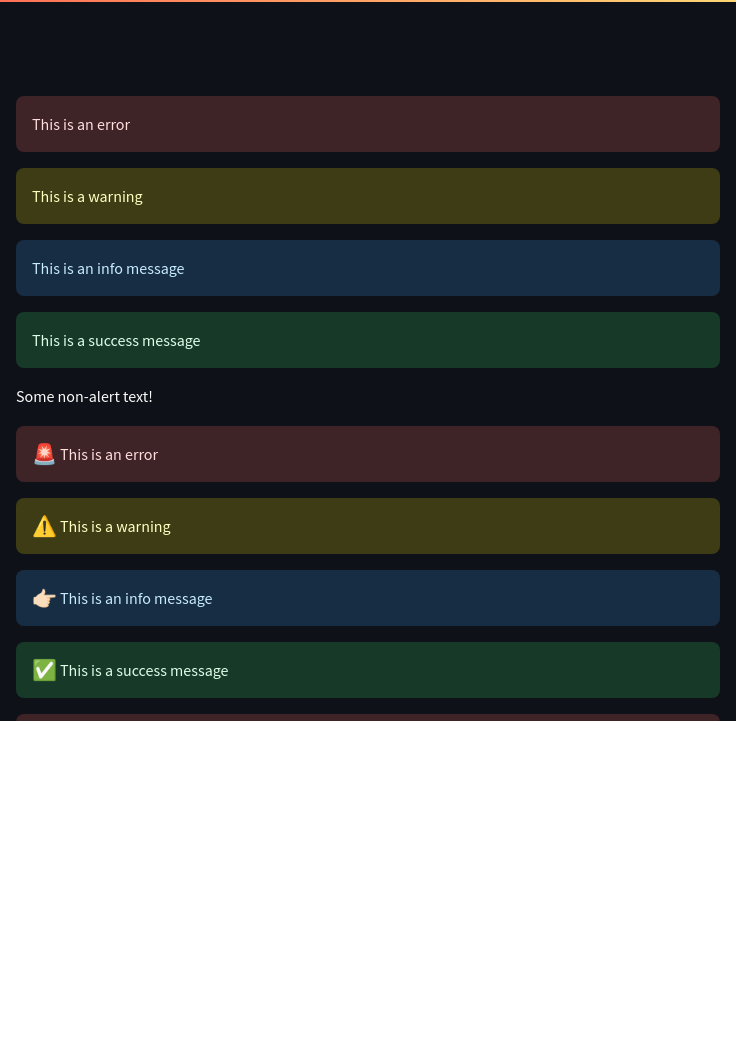 This is an error
This is a warning
This is an info message
This is a success message
Some non-alert text!
🚨 This is an error
⚠️ This is a warning
👉🏻 This is an info message
✅ This is a success message